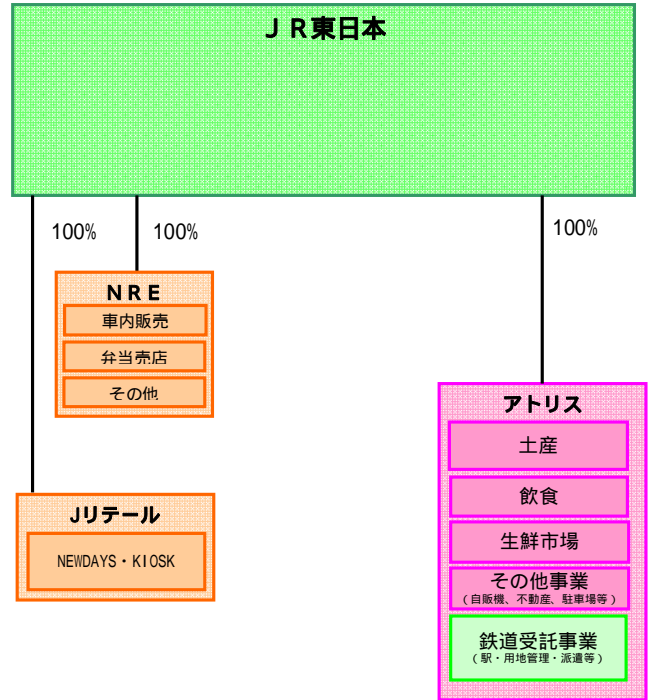 ＪＲ東日本
100%
100%
100%
ＮＲＥ
車内販売
弁当売店
その他
アトリス
土産
飲食
生鮮市場
その他事業
（自販機、不動産、駐車場等）
鉄道受託事業
（駅・用地管理・派遣等）
Jリテール
NEWDAYS・KIOSK